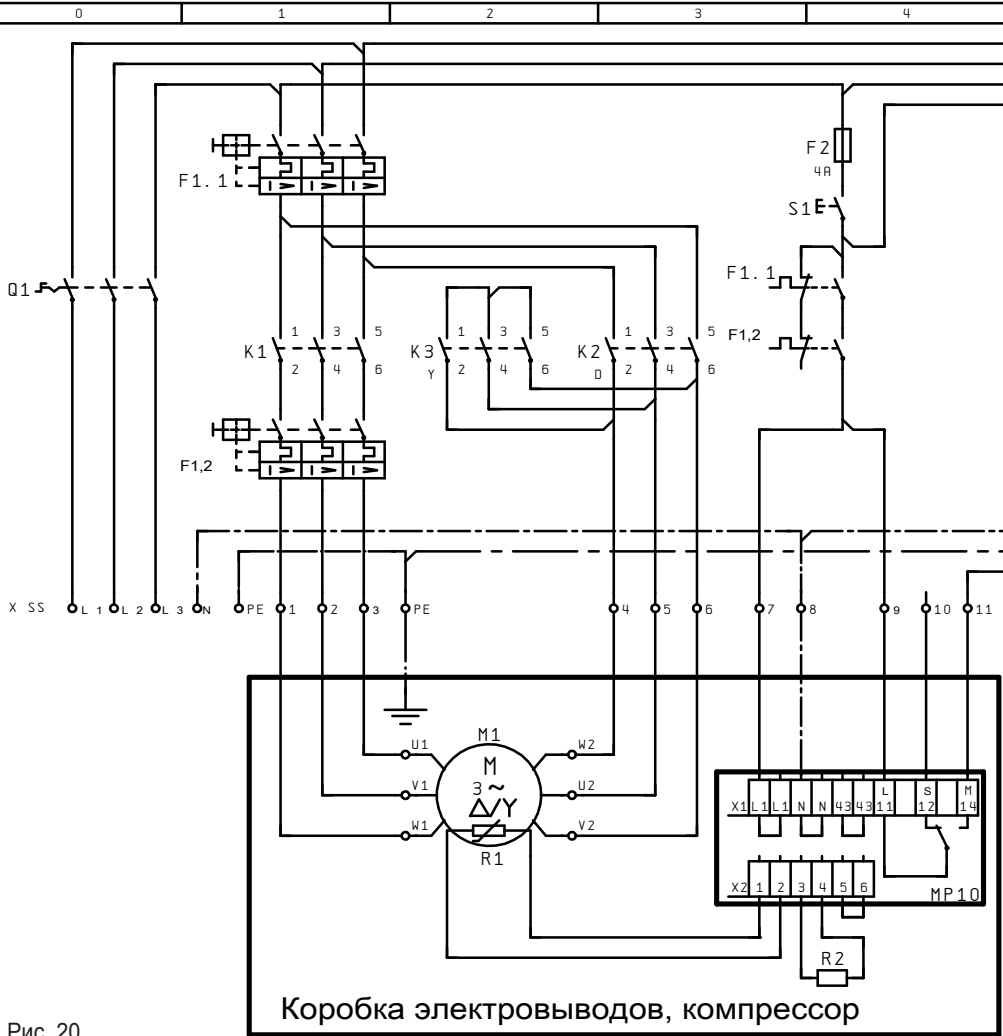 0 1 2 3 4
F2
4A
F1.1
S1
F1.1
Q1
F1,2
1 3 5 1 3 5 1 3 5
K1 K3 K2
2 4 6 Y 2 4 6 D 2 4 6
F1,2
X SS L1 L2 L3 N PE 1 2 3 PE 4 5 6 7 8 9 10 11
M1
U1 W2
M
3~
V1 Δ/Y U2
L S M
X1 L1 L1 N N 43 43 11 12 14
W1 V2
R1
X2 1 2 3 4 5 6 MP10
R2
Коробка электровыводов, компрессор
Рис. 20